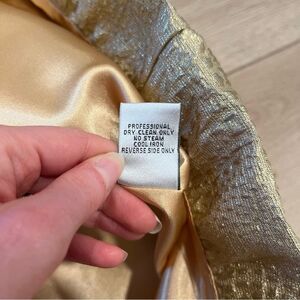 PROFESSIONAL
DRY CLEAN ONLY
NO STEAM
COOL IRON
REVERSE SIDE ONLY